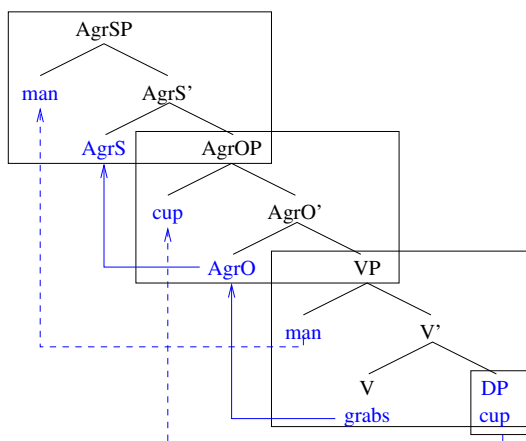 AgrSP
man AgrS'
AgrS AgrOP
cup AgrO'
AgrO VP
man V'
V DP
grabs cup